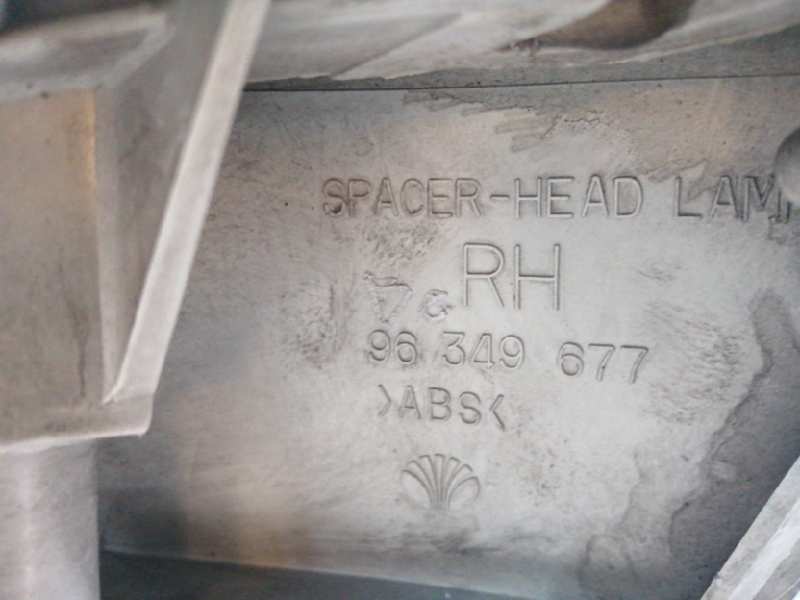 SPACER-HEAD LAM
RH
96 349 677
>ABS<